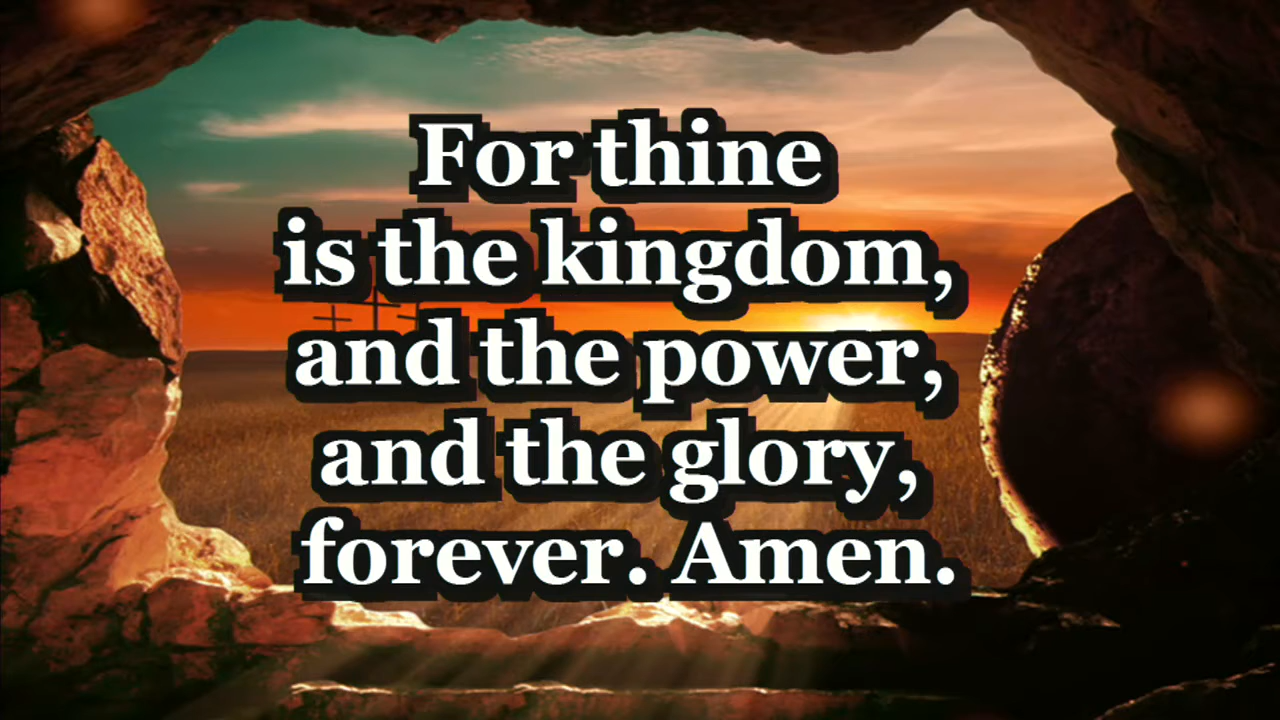 For thine
is the kingdom,
and the power,
and the glory,
forever. Amen.